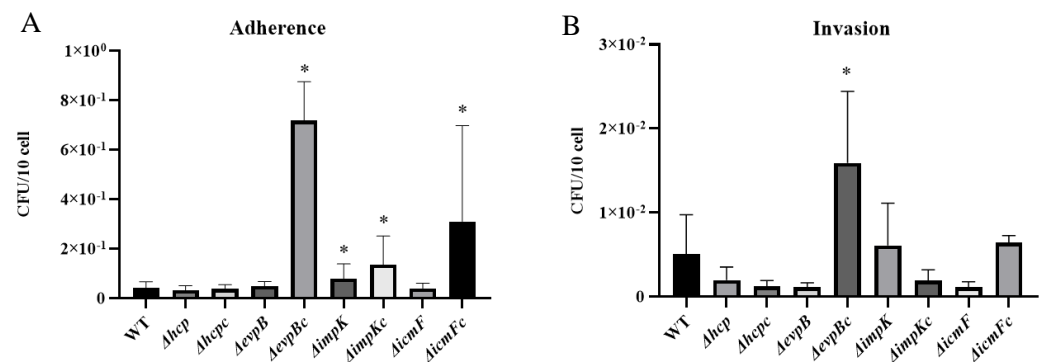 A
Adherence
CFU/10 cell
1×10⁰
8×10⁻¹
6×10⁻¹
4×10⁻¹
2×10⁻¹
0
* * * *
WT Δhcp Δhcpc ΔevpB ΔevpBc ΔimpK ΔimpKc ΔicmF ΔicmFc
B
Invasion
CFU/10 cell
3×10⁻²
2×10⁻²
1×10⁻²
0
*
WT Δhcp Δhcpc ΔevpB ΔevpBc ΔimpK ΔimpKc ΔicmF ΔicmFc